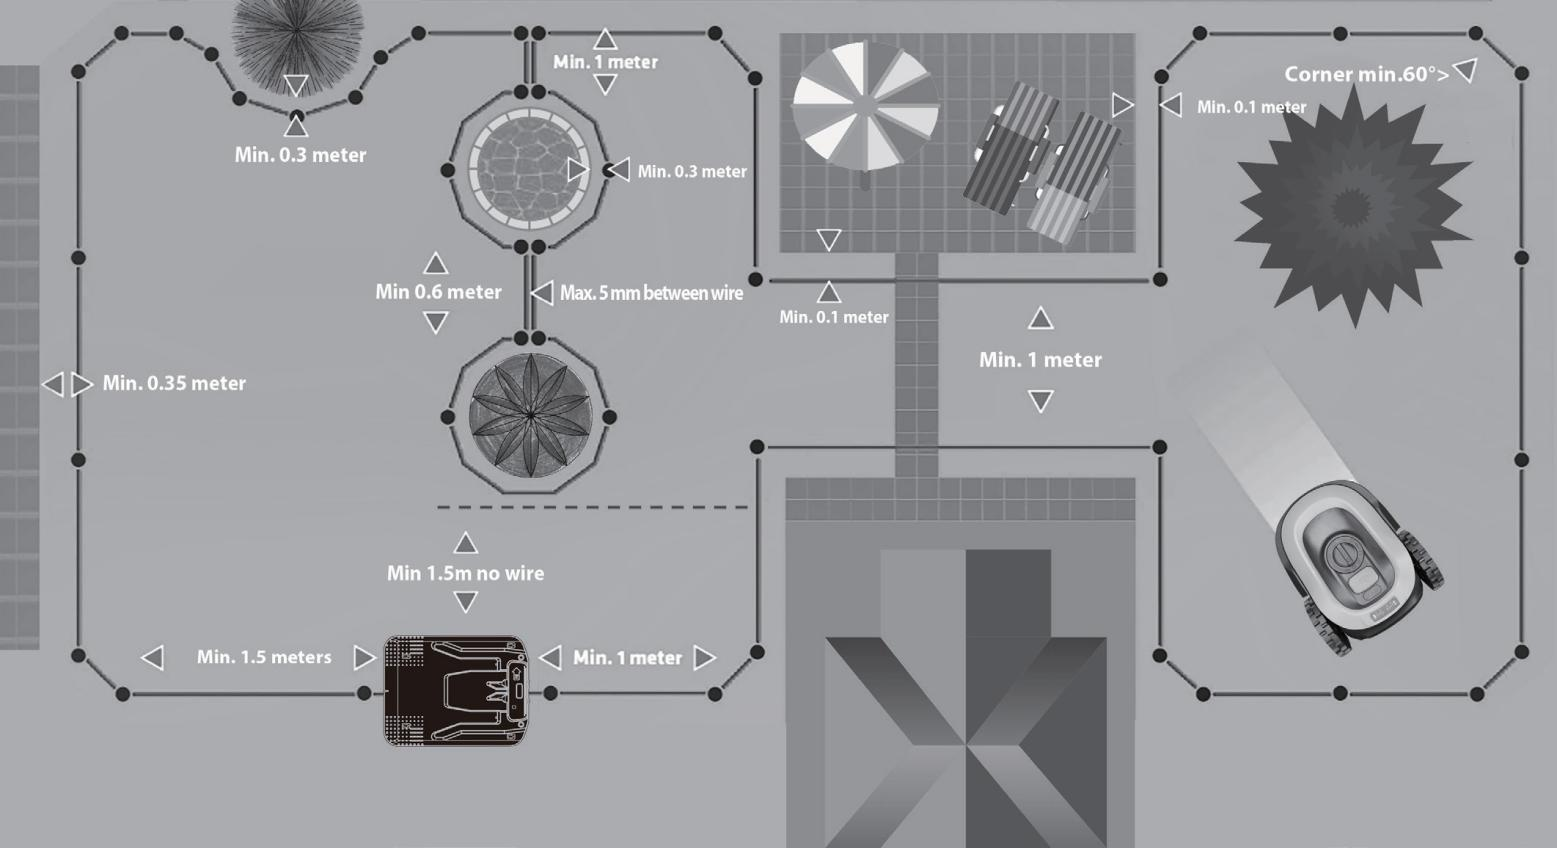 Min. 1 meter
Corner min.60°>
Min. 0.1 meter
Min. 0.3 meter
Min. 0.3 meter
Min 0.6 meter
Max. 5 mm between wire
Min. 0.1 meter
Min. 1 meter
Min. 0.35 meter
Min 1.5m no wire
Min. 1.5 meters
Min. 1 meter